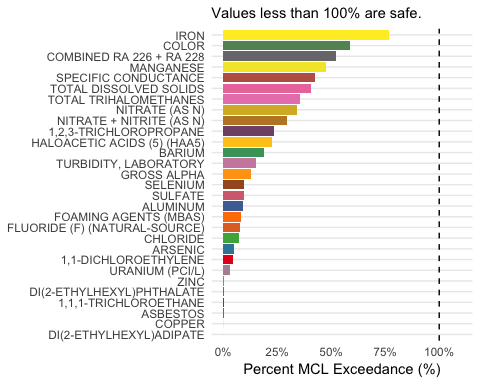 Values less than 100% are safe.
IRON
COLOR
COMBINED RA 226 + RA 228
MANGANESE
SPECIFIC CONDUCTANCE
TOTAL DISSOLVED SOLIDS
TOTAL TRIHALOMETHANES
NITRATE (AS N)
NITRATE + NITRITE (AS N)
1,2,3-TRICHLOROPROPANE
HALOACETIC ACIDS (5) (HAA5)
BARIUM
TURBIDITY, LABORATORY
GROSS ALPHA
SELENIUM
SULFATE
ALUMINUM
FOAMING AGENTS (MBAS)
FLUORIDE (F) (NATURAL-SOURCE)
CHLORIDE
ARSENIC
1,1-DICHLOROETHYLENE
URANIUM (PCI/L)
ZINC
DI(2-ETHYLHEXYL)PHTHALATE
1,1,1-TRICHLOROETHANE
ASBESTOS
COPPER
DI(2-ETHYLHEXYL)ADIPATE
0% 25% 50% 75% 100%
Percent MCL Exceedance (%)